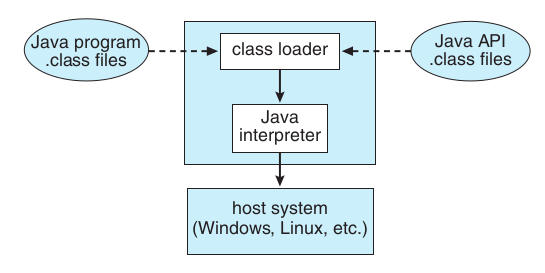 Java program
.class files
class loader
Java API
.class files
Java
interpreter
host system
(Windows, Linux, etc.)